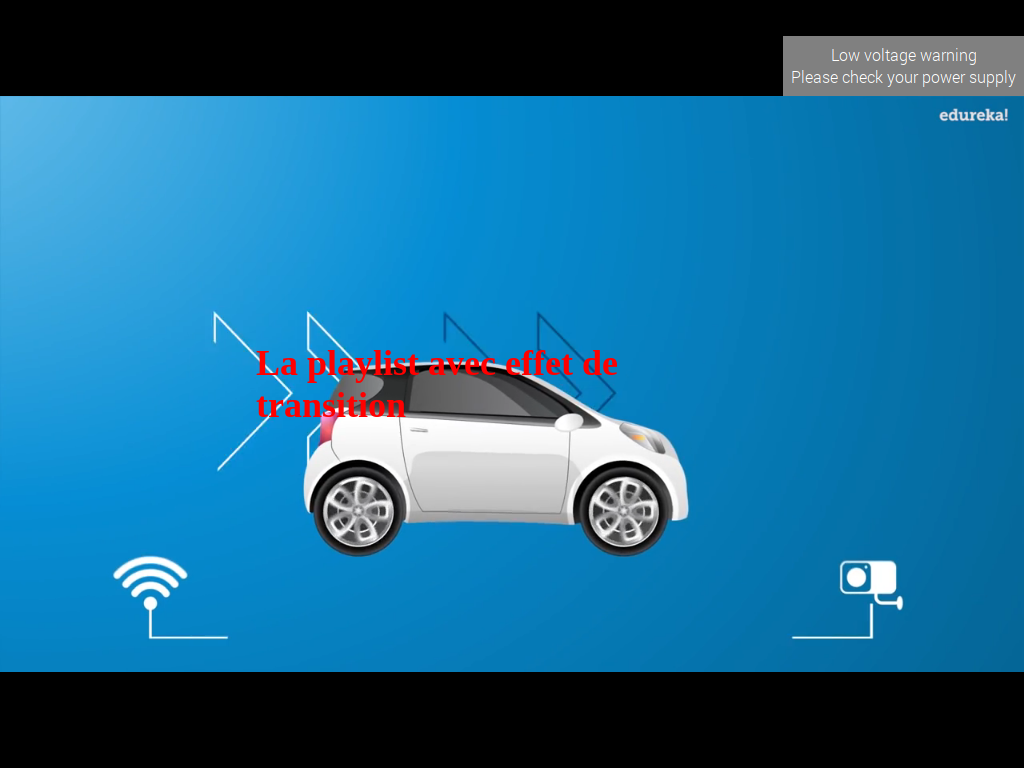 Low voltage warning
Please check your power supply
edureka!
La playlist avec effet de
transition